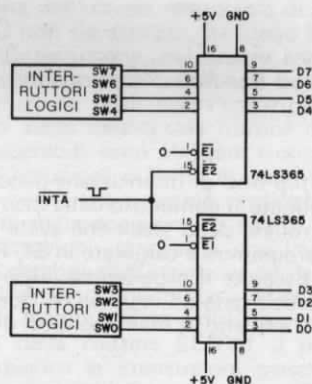 +5V GND
16 8
INTER-
RUTTORI
LOGICI
SW7 10 9 D7
SW6 6 7 D6
SW5 4 5 D5
SW4 2 3 D4
0 1 E1
15 E2
74LS365
INTA
74LS365
15 E2
0 1 E1
INTER-
RUTTORI
LOGICI
SW3 10 9 D3
SW2 6 7 D2
SW1 4 5 D1
SW0 2 3 D0
16 8
+5V GND